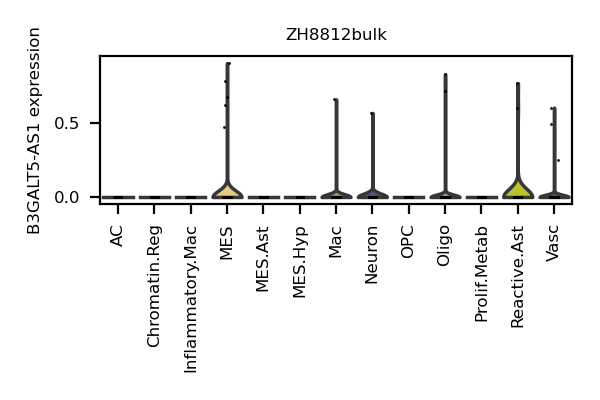 ZH8812bulk
B3GALT5-AS1 expression
0.5
0.0
AC
Chromatin.Reg
Inflammatory.Mac
MES
MES.Ast
MES.Hyp
Mac
Neuron
OPC
Oligo
Prolif.Metab
Reactive.Ast
Vasc